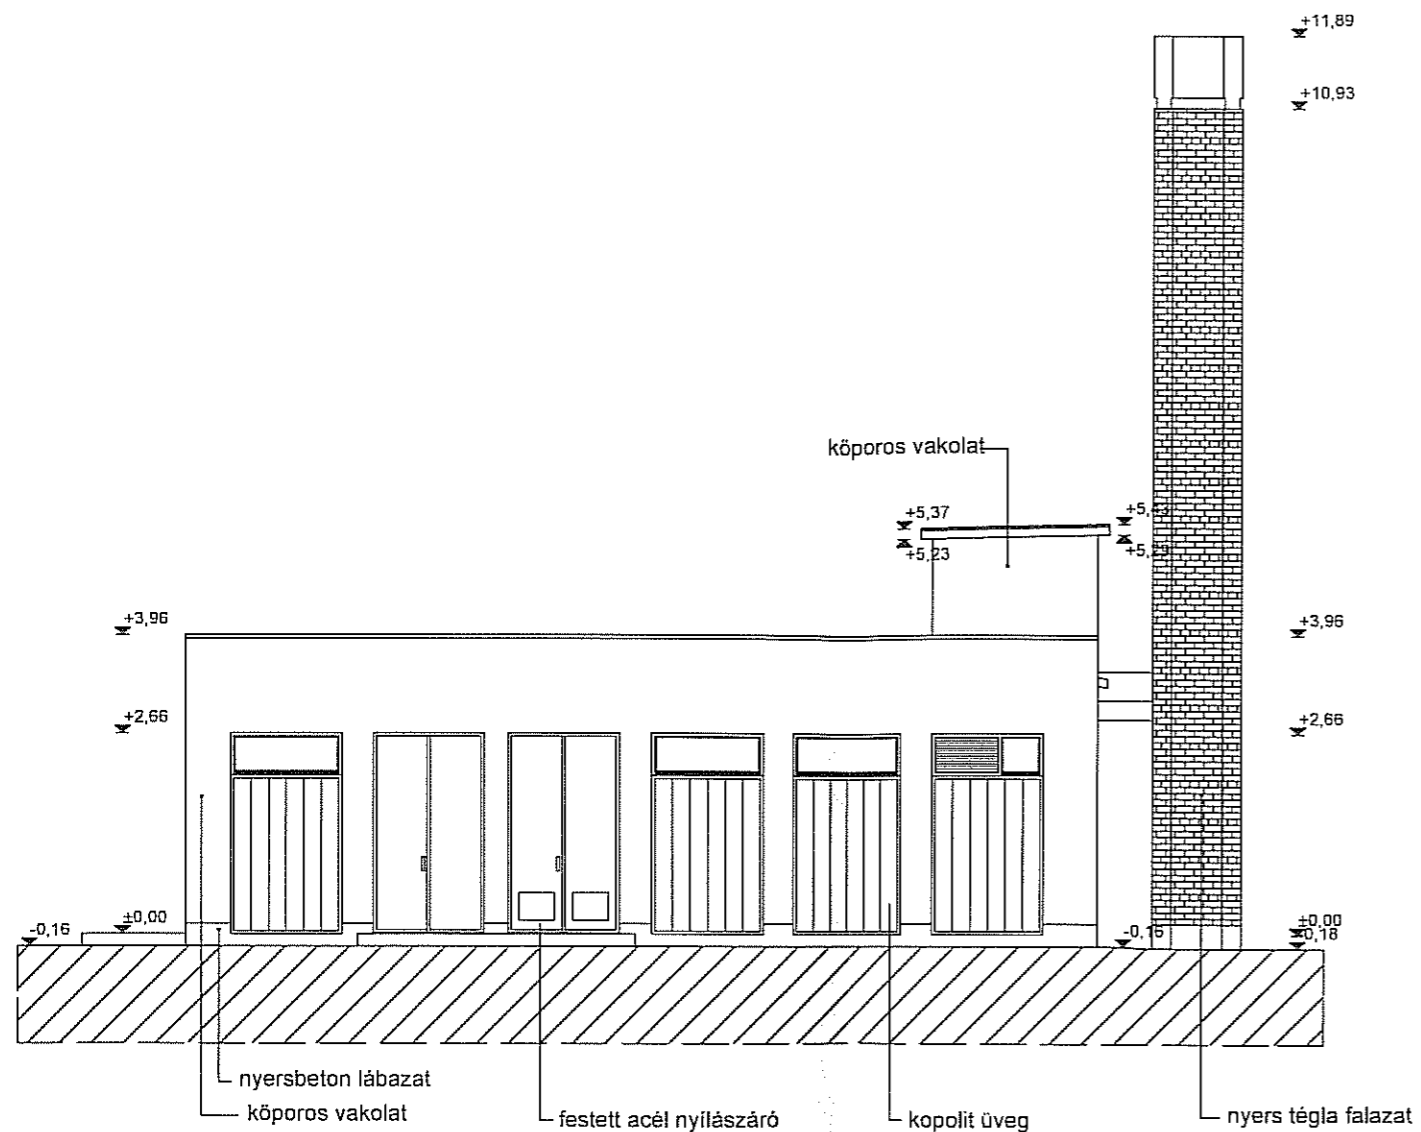 +11,89
+10,93
kőporos vakolat
+5,37
+5,23
+5,29
+3,96
+3,96
+2,66
+2,66
±0,00
-0,16
-0,16
±0,00
-0,18
nyersbeton lábazat
kőporos vakolat
festett acél nyílászáró
kopolit üveg
nyers tégla falazat